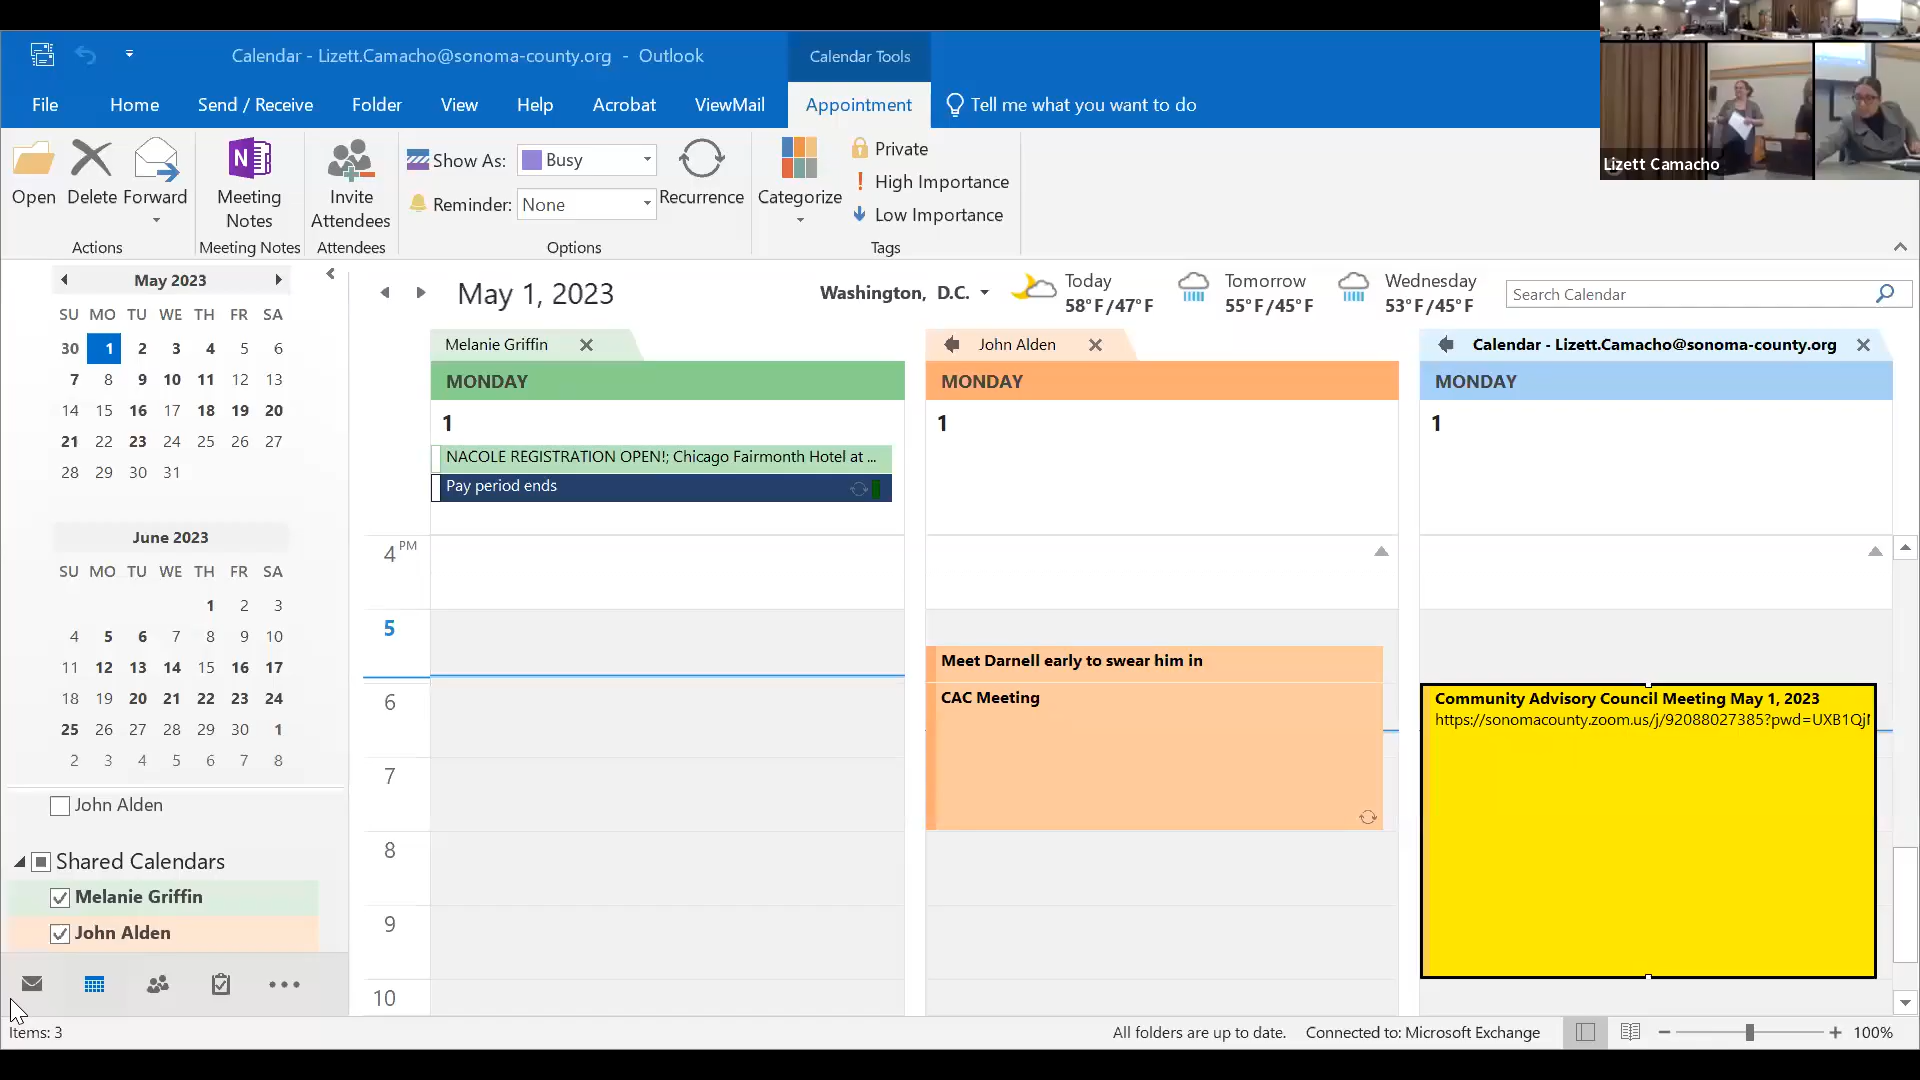 Calendar - Lizett.Camacho@sonoma-county.org - Outlook
Calendar Tools
File Home Send / Receive Folder View Help Acrobat ViewMail Appointment Tell me what you want to do
Lizett Camacho
Open Delete Forward
Meeting Notes
Invite Attendees
Show As: Busy
Reminder: None
Recurrence
Categorize
Private
High Importance
Low Importance
Actions Meeting Notes Attendees Options Tags
May 2023
SU MO TU WE TH FR SA
30 1 2 3 4 5 6
7 8 9 10 11 12 13
14 15 16 17 18 19 20
21 22 23 24 25 26 27
28 29 30 31
June 2023
SU MO TU WE TH FR SA
1 2 3
4 5 6 7 8 9 10
11 12 13 14 15 16 17
18 19 20 21 22 23 24
25 26 27 28 29 30 1
2 3 4 5 6 7 8
John Alden
Shared Calendars
Melanie Griffin
John Alden
Items: 3
May 1, 2023
Washington, D.C.
Today
58°F/47°F
Tomorrow
55°F/45°F
Wednesday
53°F/45°F
Search Calendar
Melanie Griffin
MONDAY
1
NACOLE REGISTRATION OPEN!; Chicago Fairmonth Hotel at ...
Pay period ends
4 PM
5
6
7
8
9
10
John Alden
MONDAY
1
Meet Darnell early to swear him in
CAC Meeting
Calendar - Lizett.Camacho@sonoma-county.org
MONDAY
1
Community Advisory Council Meeting May 1, 2023
https://sonomacounty.zoom.us/j/92088027385?pwd=UXB1Qj
All folders are up to date. Connected to: Microsoft Exchange
100%